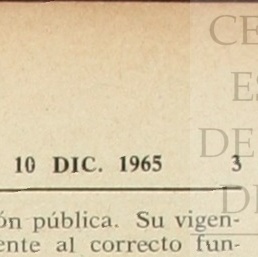 CE
ES
DE
DI
10 DIC. 1965 3
ón pública. Su vigen-
ente al correcto fun-